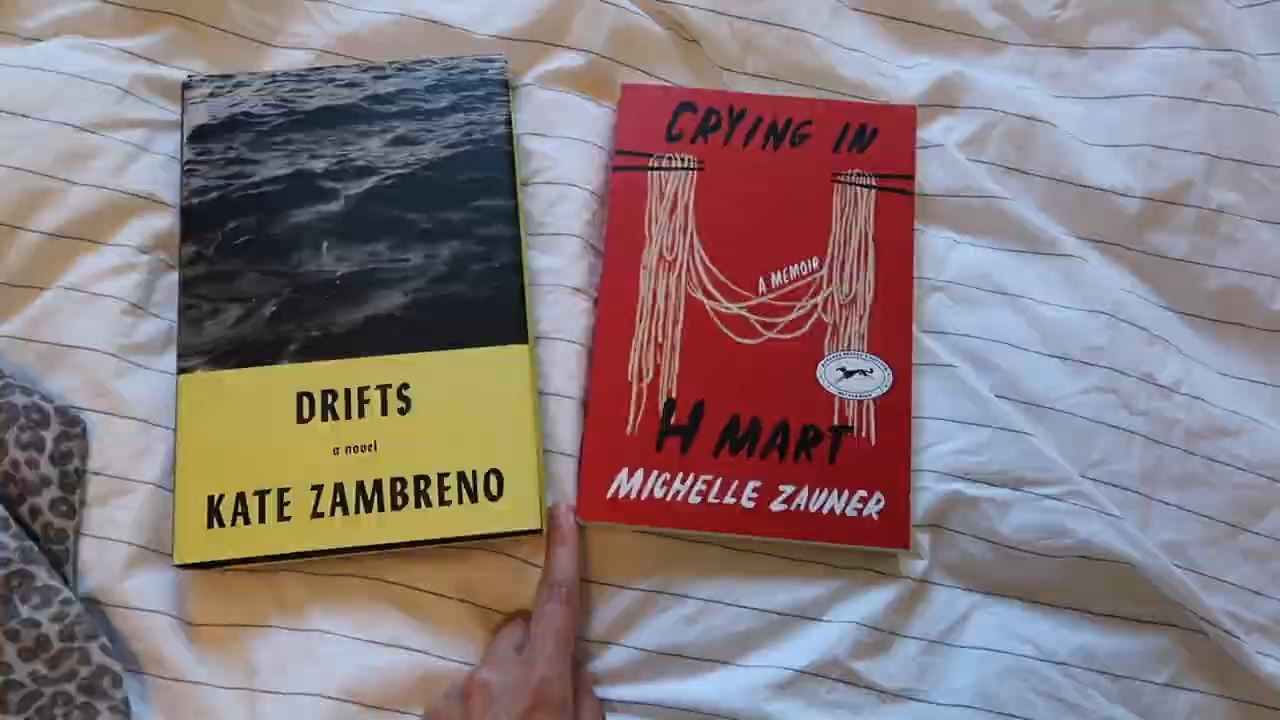 DRIFTS
a novel
KATE ZAMBRENO
CRYING IN
A MEMOIR
H MART
MICHELLE ZAUNER